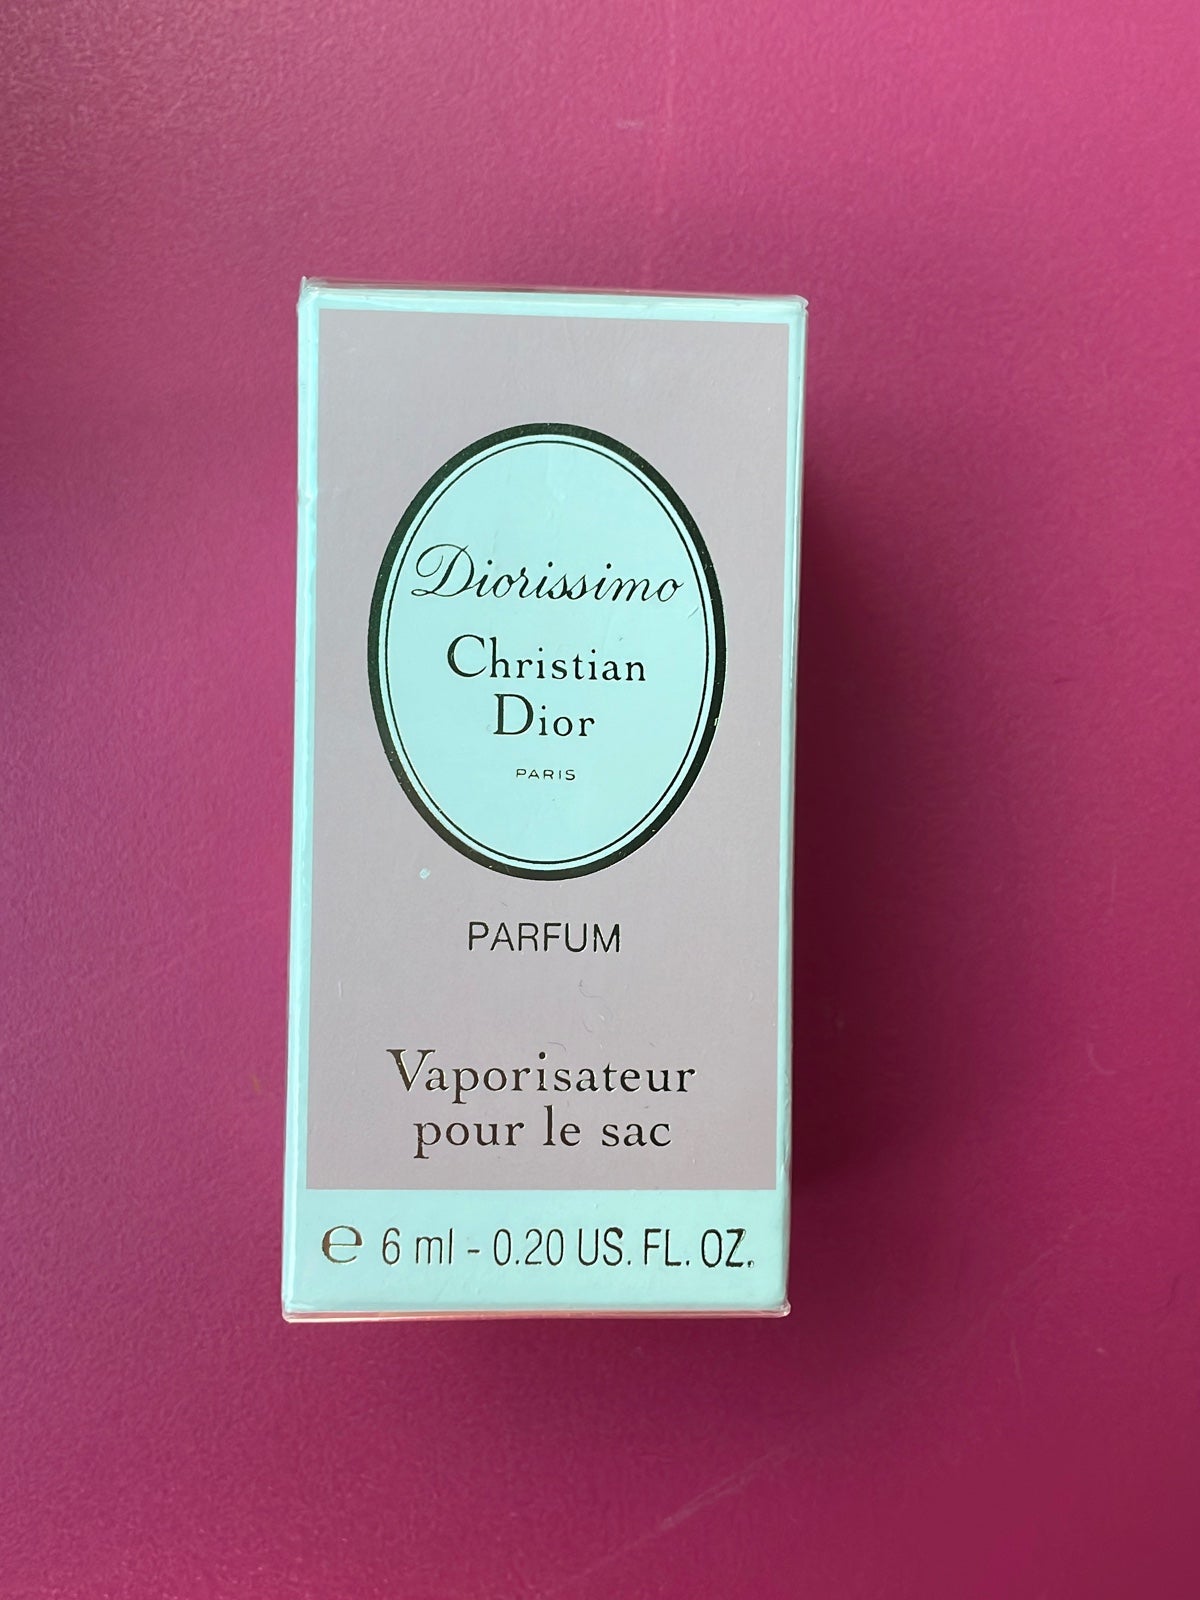 Diorissimo
Christian
Dior
PARIS
PARFUM
Vaporisateur
pour le sac
℮ 6 ml - 0.20 US. FL. OZ.